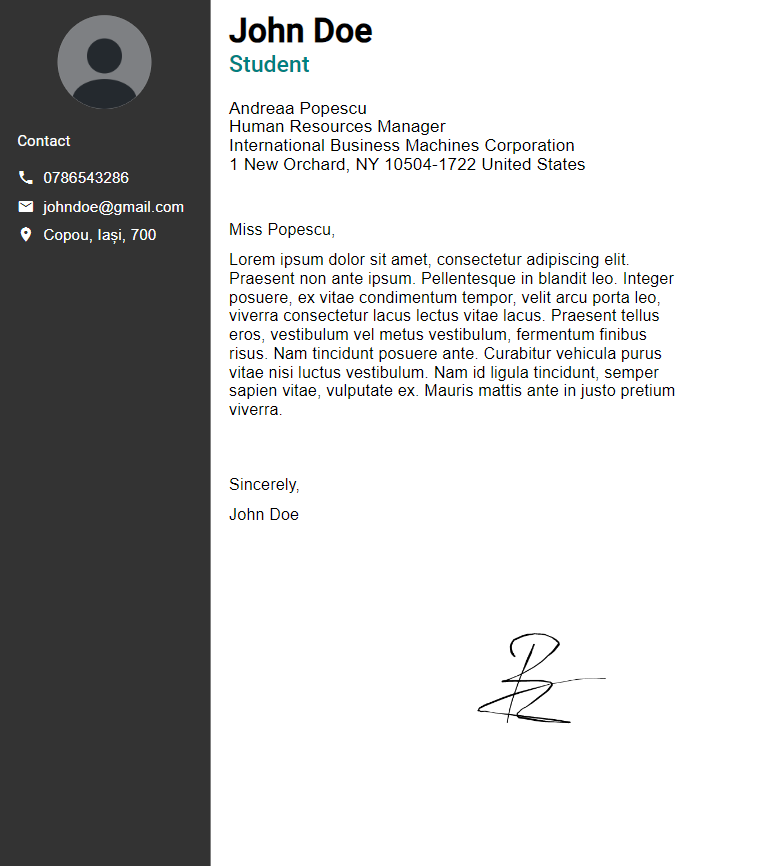 John Doe
Student
Contact
0786543286
johndoe@gmail.com
Copou, Iași, 700
Andreaa Popescu
Human Resources Manager
International Business Machines Corporation
1 New Orchard, NY 10504-1722 United States
Miss Popescu,
Lorem ipsum dolor sit amet, consectetur adipiscing elit.
Praesent non ante ipsum. Pellentesque in blandit leo. Integer
posuere, ex vitae condimentum tempor, velit arcu porta leo,
viverra consectetur lacus lectus vitae lacus. Praesent tellus
eros, vestibulum vel metus vestibulum, fermentum finibus
risus. Nam tincidunt posuere ante. Curabitur vehicula purus
vitae nisi luctus vestibulum. Nam id ligula tincidunt, semper
sapien vitae, vulputate ex. Mauris mattis ante in justo pretium
viverra.
Sincerely,
John Doe